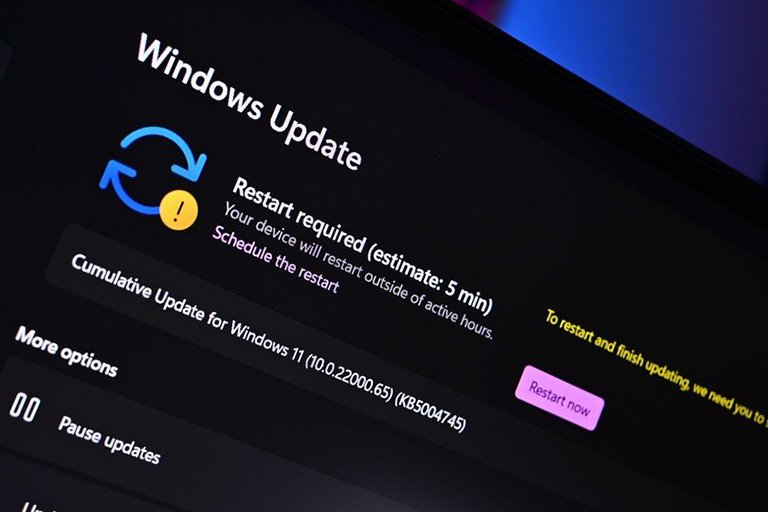 Windows Update
Restart required (estimate: 5 min)
Your device will restart outside of active hours.
Schedule the restart
To restart and finish updating, we need you to
Restart now
Cumulative Update for Windows 11 (10.0.22000.65) (KB5004745)
More options
Pause updates